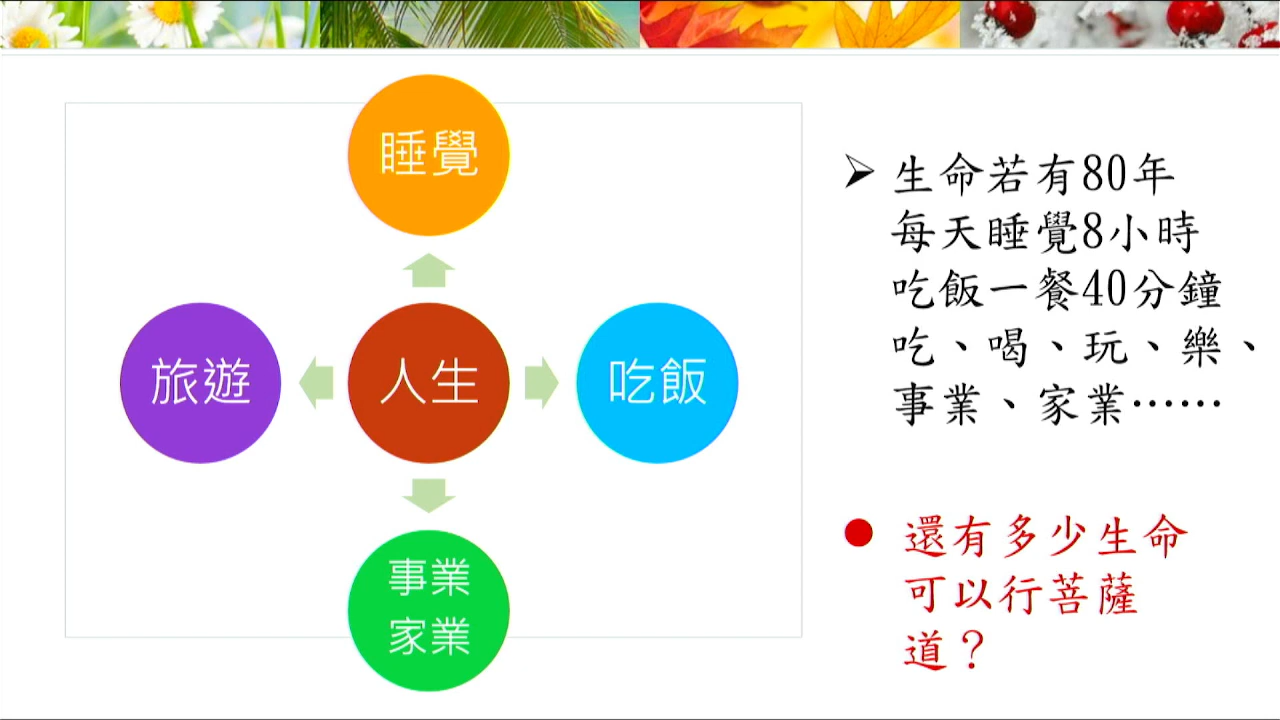 睡覺
旅遊
人生
吃飯
事業
家業
生命若有80年
每天睡覺8小時
吃飯一餐40分鐘
吃、喝、玩、樂、
事業、家業……
還有多少生命
可以行菩薩
道？